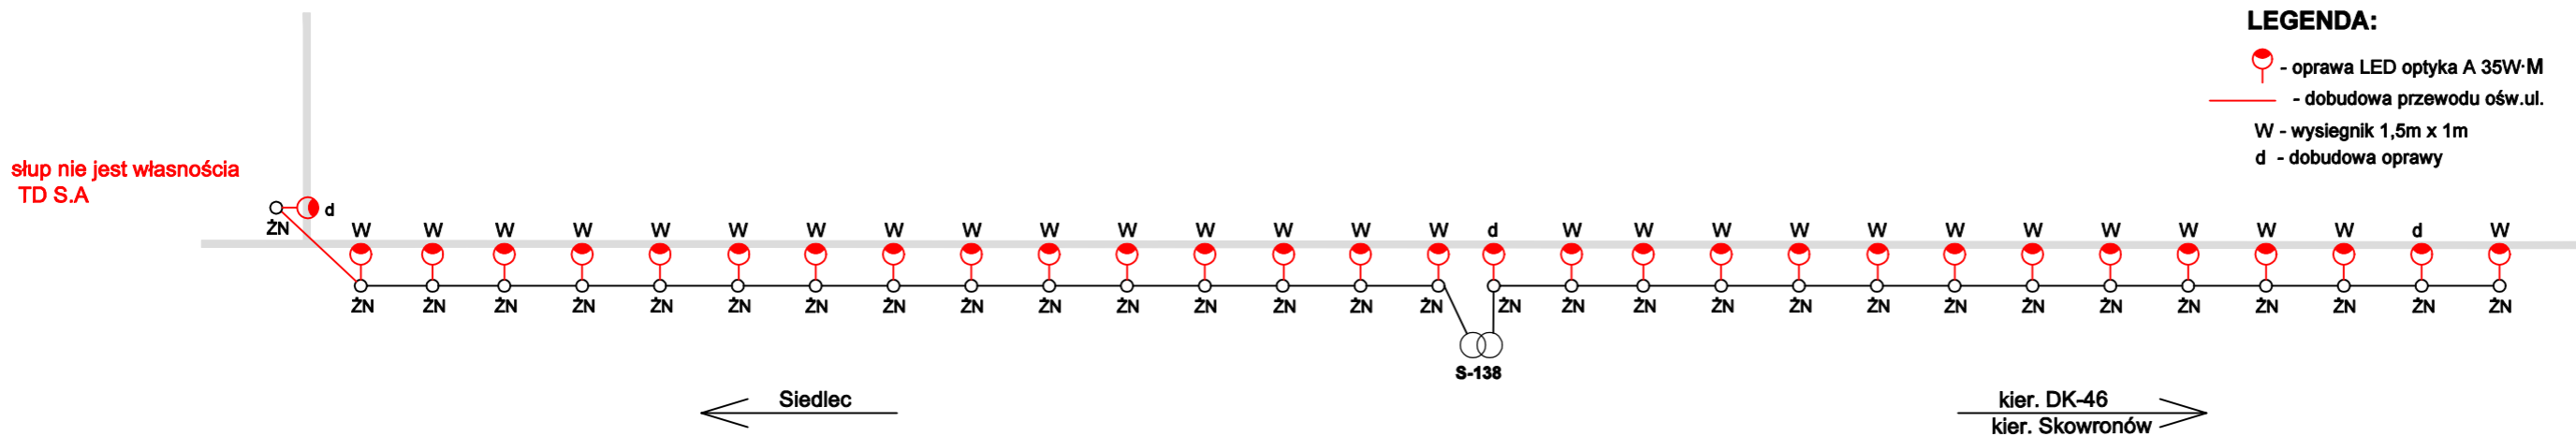 LEGENDA:
- oprawa LED optyka A 35W·M
- dobudowa przewodu ośw.ul.
W - wysiegnik 1,5m x 1m
d - dobudowa oprawy
słup nie jest własnościa
TD S.A
d
ŻN
W W W W W W W W W W W W W W W d W W W W W W W W W W W d W
ŻN ŻN ŻN ŻN ŻN ŻN ŻN ŻN ŻN ŻN ŻN ŻN ŻN ŻN ŻN ŻN ŻN ŻN ŻN ŻN ŻN ŻN ŻN ŻN ŻN ŻN ŻN ŻN ŻN
S-138
Siedlec
kier. DK-46
kier. Skowronów